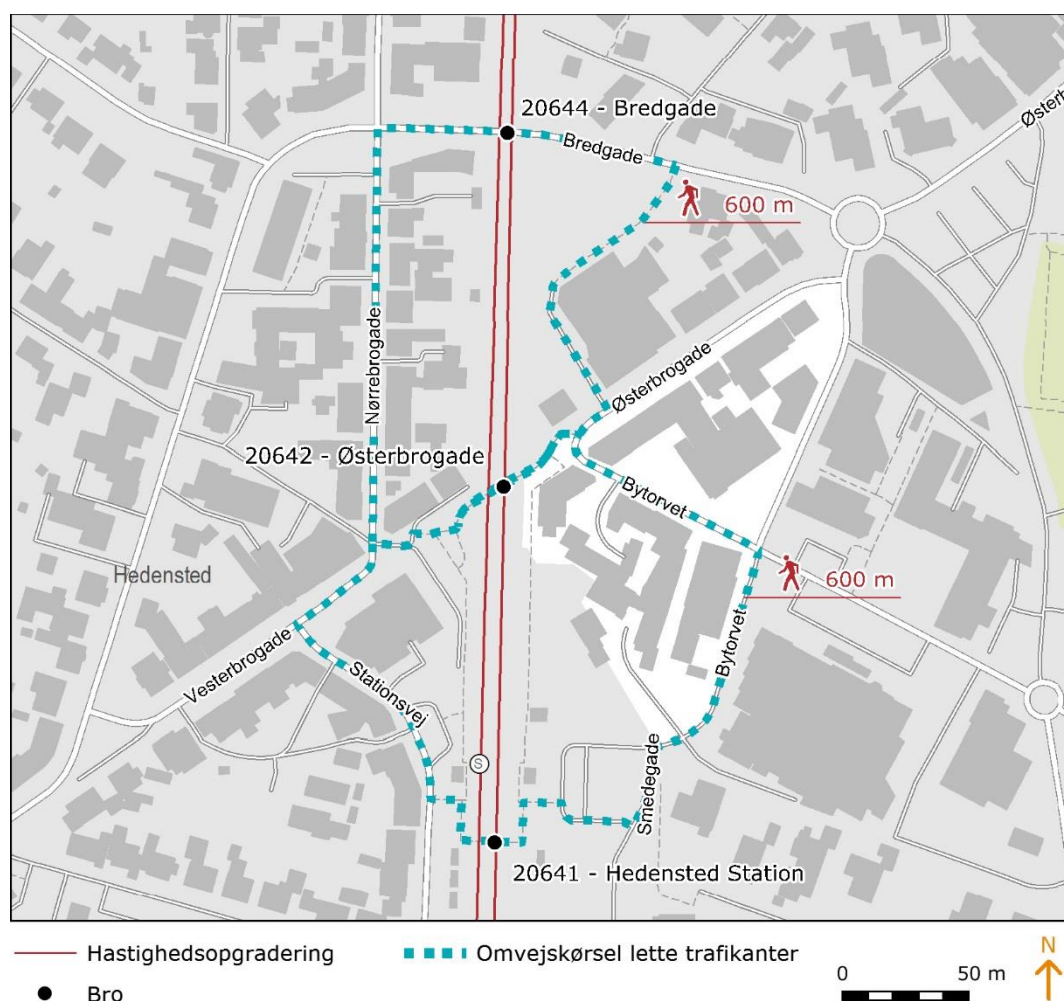 20644 - Bredgade
Bredgade
Østerbro
600 m
Nørrebrogade
Østerbrogade
20642 - Østerbrogade
Bytorvet
Hedensted
600 m
Bytorvet
Vesterbrogade
Stationsvej
S
Smedegade
20641 - Hedensted Station
Hastighedsopgradering
Omvejskørsel lette trafikanter
N
0 50 m
Bro